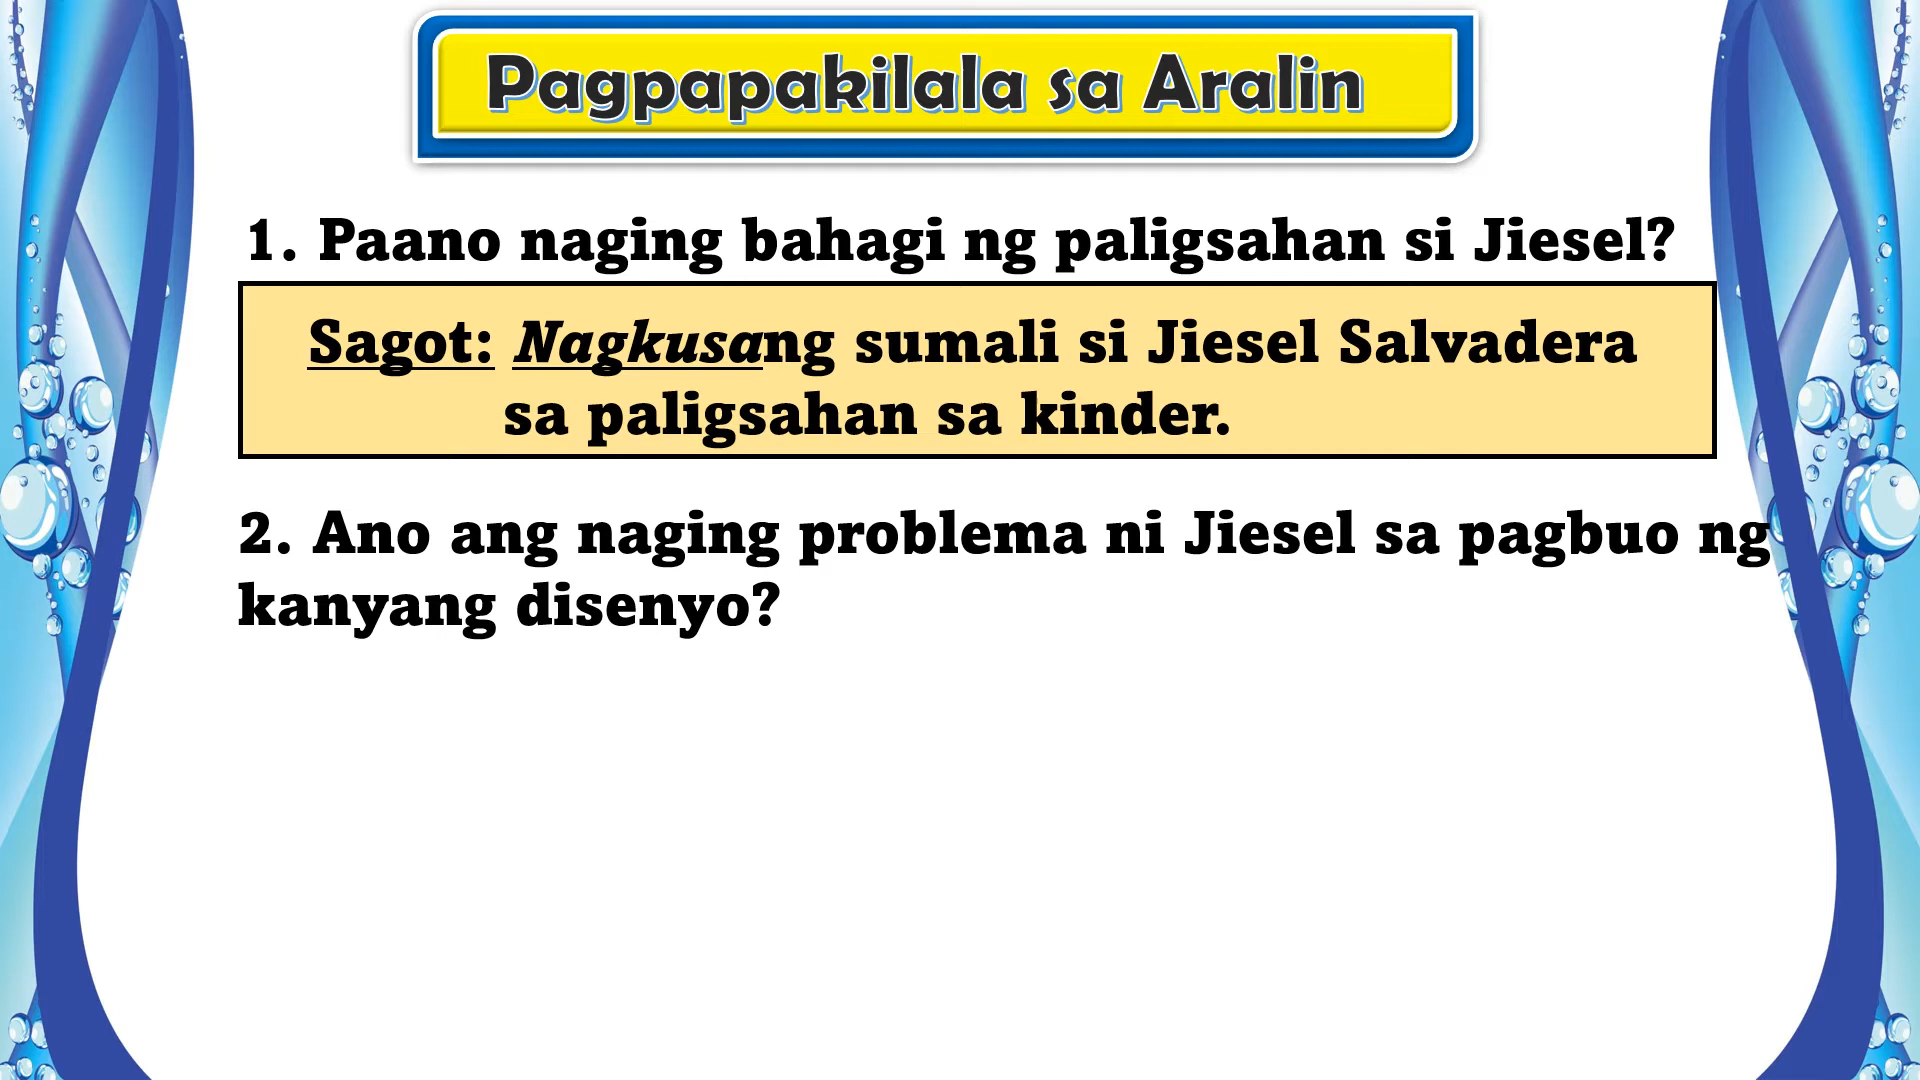 Pagpapakilala sa Aralin
1. Paano naging bahagi ng paligsahan si Jiesel?
Sagot: Nagkusang sumali si Jiesel Salvadera
sa paligsahan sa kinder.
2. Ano ang naging problema ni Jiesel sa pagbuo ng
kanyang disenyo?